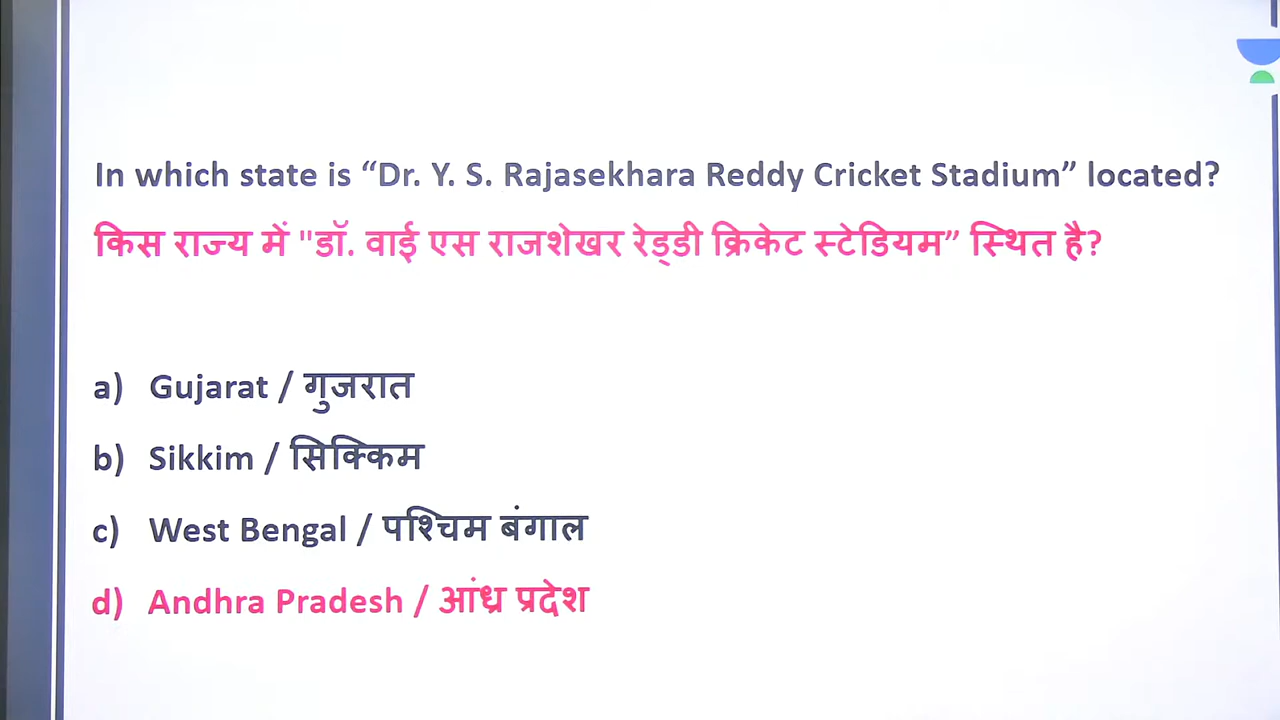 In which state is “Dr. Y. S. Rajasekhara Reddy Cricket Stadium” located?
किस राज्य में "डॉ. वाई एस राजशेखर रेड्डी क्रिकेट स्टेडियम” स्थित है?
a) Gujarat / गुजरात
b) Sikkim / सिक्किम
c) West Bengal / पश्चिम बंगाल
d) Andhra Pradesh / आंध्र प्रदेश